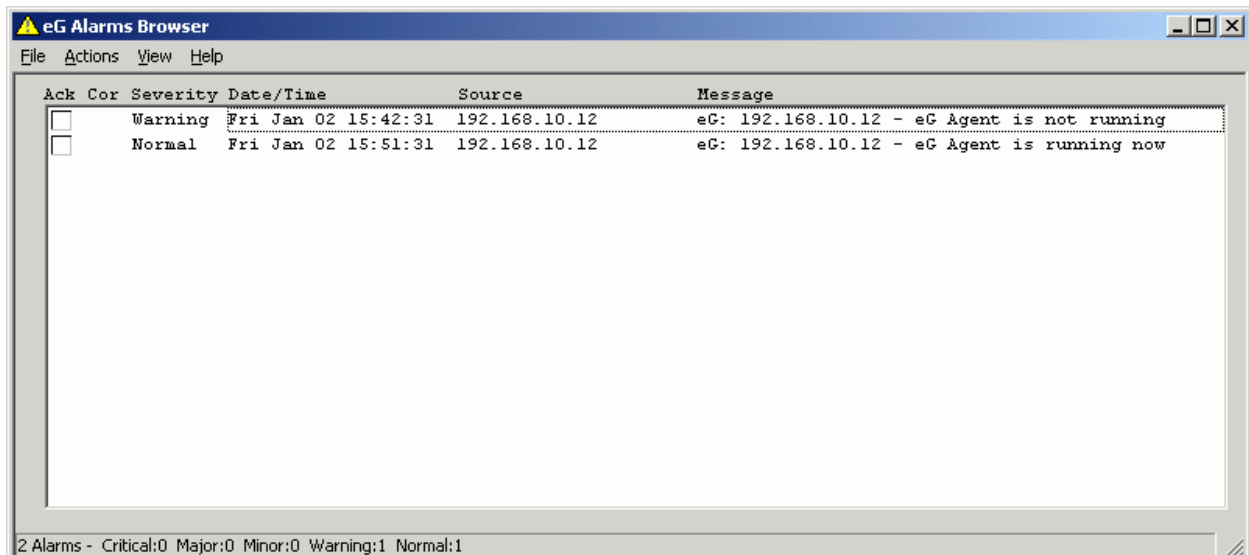 eG Alarms Browser
File Actions View Help
Ack Cor Severity Date/Time Source Message
Warning Fri Jan 02 15:42:31 192.168.10.12 eG: 192.168.10.12 - eG Agent is not running
Normal Fri Jan 02 15:51:31 192.168.10.12 eG: 192.168.10.12 - eG Agent is running now
2 Alarms - Critical:0 Major:0 Minor:0 Warning:1 Normal:1